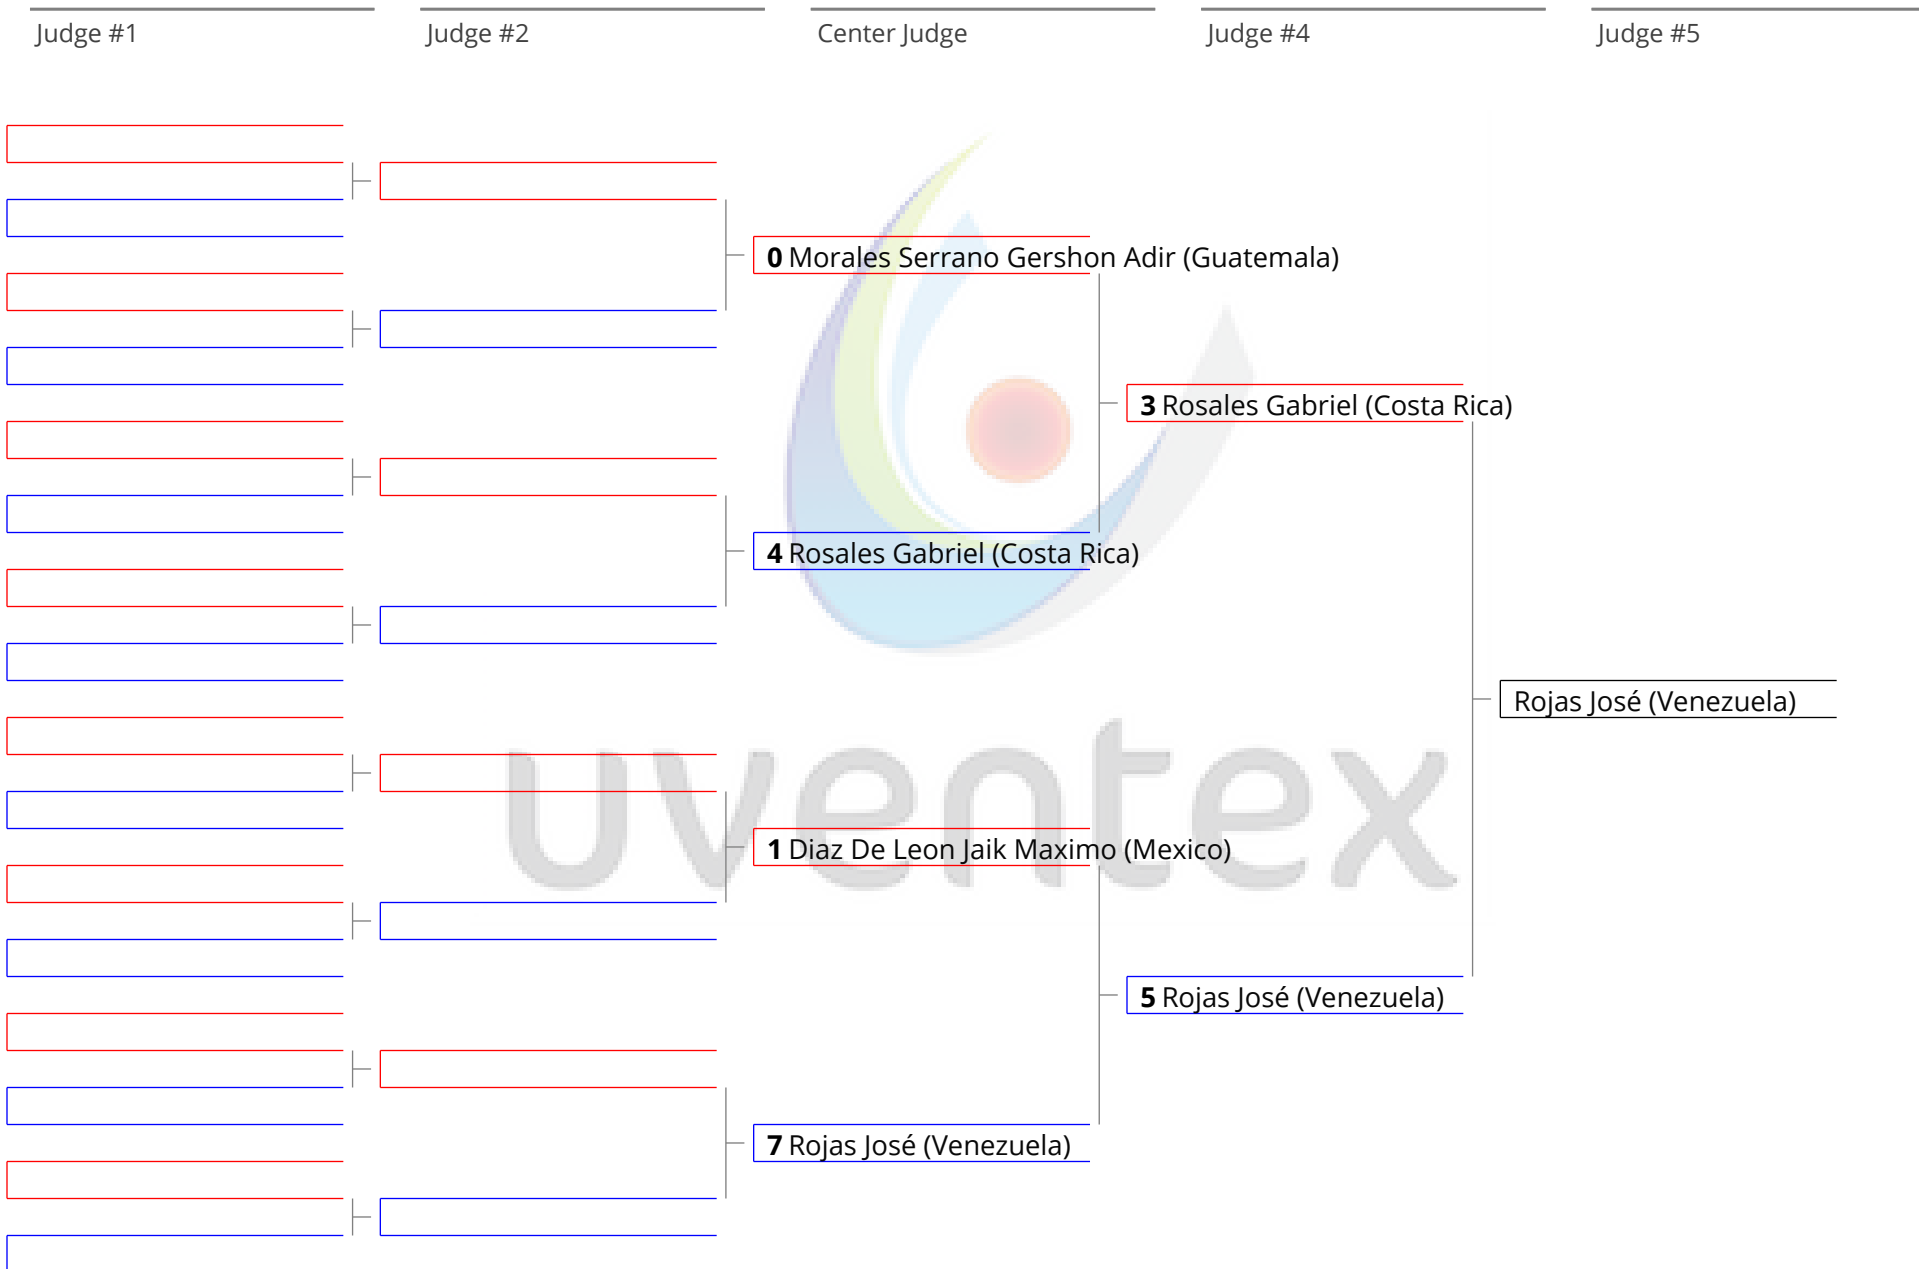 Judge #1
Judge #2
Center Judge
Judge #4
Judge #5
0 Morales Serrano Gershon Adir (Guatemala)
3 Rosales Gabriel (Costa Rica)
4 Rosales Gabriel (Costa Rica)
Rojas José (Venezuela)
uventex
1 Diaz De Leon Jaik Maximo (Mexico)
5 Rojas José (Venezuela)
7 Rojas José (Venezuela)